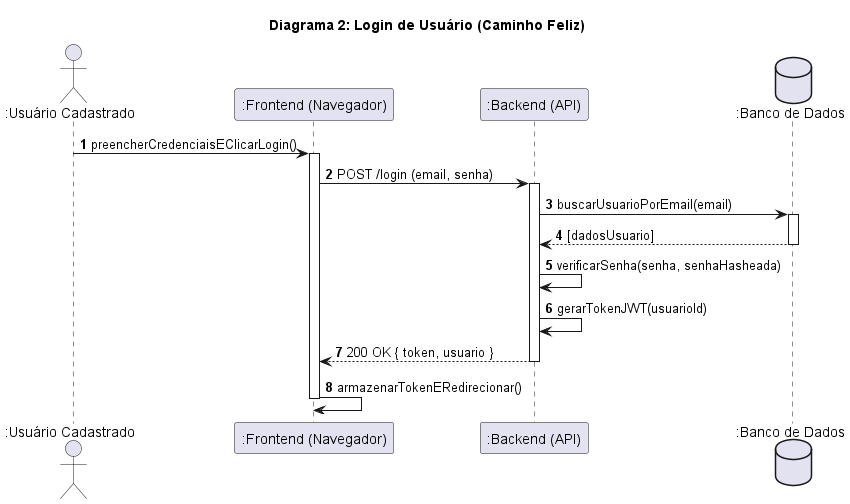 Diagrama 2: Login de Usuário (Caminho Feliz)
:Usuário Cadastrado
:Frontend (Navegador)
:Backend (API)
:Banco de Dados
1 preencherCredenciaisEClicarLogin()
2 POST /login (email, senha)
3 buscarUsuarioPorEmail(email)
4 [dadosUsuario]
5 verificarSenha(senha, senhaHasheada)
6 gerarTokenJWT(usuarioId)
7 200 OK { token, usuario }
8 armazenarTokenERedirecionar()
:Usuário Cadastrado
:Frontend (Navegador)
:Backend (API)
:Banco de Dados